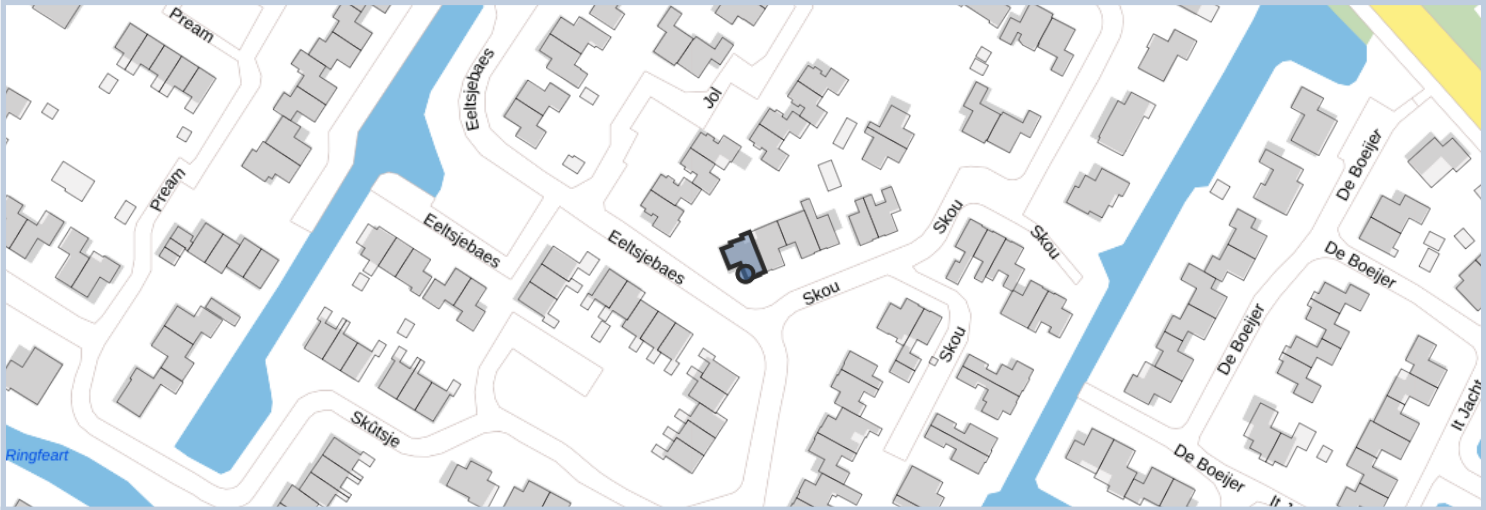 Pream
Eeltsjebaes
Jol
Pream
De Boeijer
Skou
Eeltsjebaes
Eeltsjebaes
Skou
De Boeijer
Skou
Skou
De Boeijer
It Jacht
Skûtsje
Ringfeart
De Boeijer